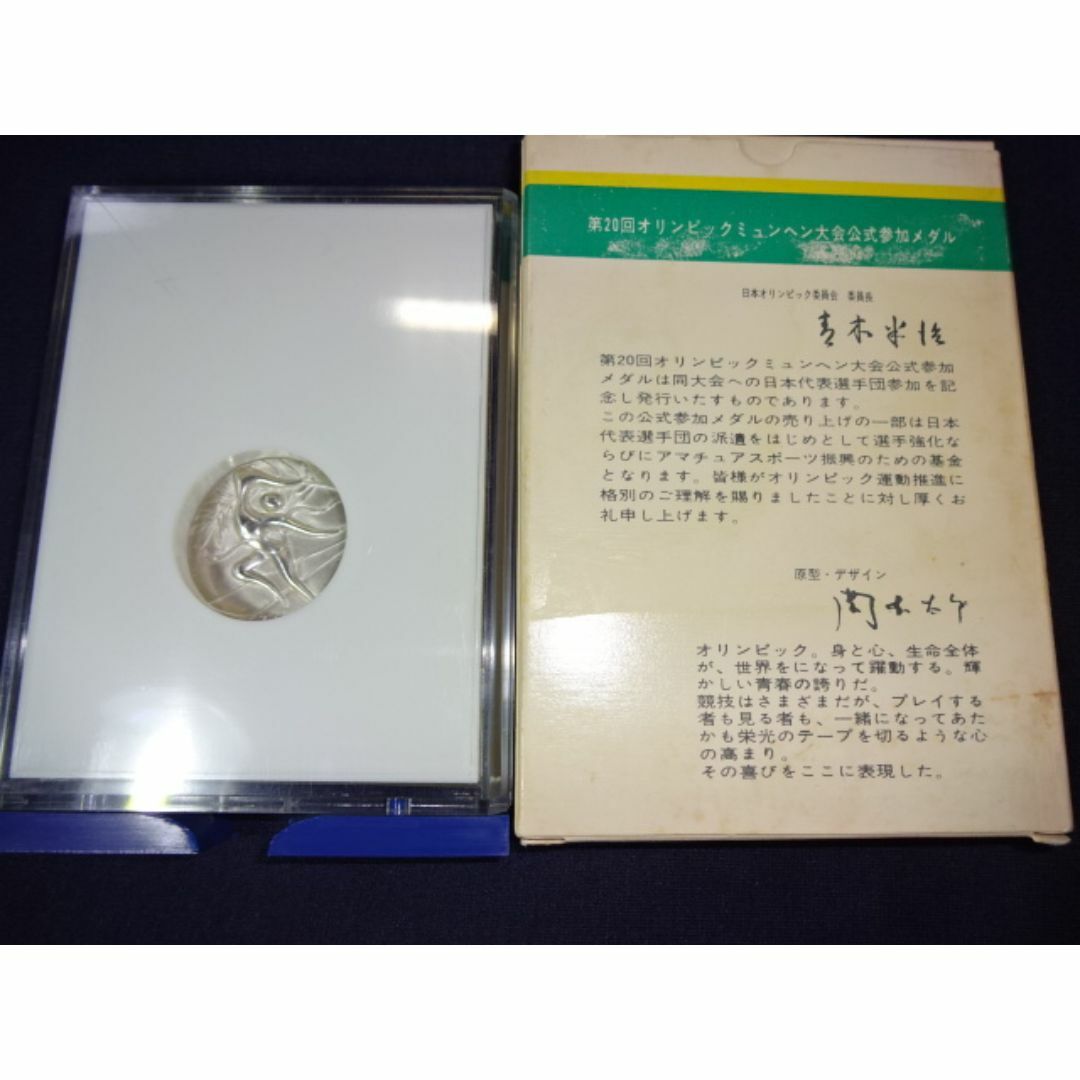 第20回オリンピックミュンヘン大会公式参加メダル
日本オリンピック委員会 委員長
青木半治
第20回オリンピックミュンヘン大会公式参加
メダルは同大会への日本代表選手団参加を記
念し発行いたすものであります。
この公式参加メダルの売り上げの一部は日本
代表選手団の派遣をはじめとして選手強化な
らびにアマチュアスポーツ振興のための基金
となります。皆様がオリンピック運動推進に
格別のご理解を賜りましたことに対し厚くお
礼申し上げます。
原型・デザイン
岡本太郎
オリンピック。身と心、生命全体
が、世界をになって躍動する。輝
かしい青春の誇りだ。
競技はさまざまだが、プレイする
者も見る者も、一緒になってあた
かも栄光のテープを切るような心
の高まり。
その喜びをここに表現した。